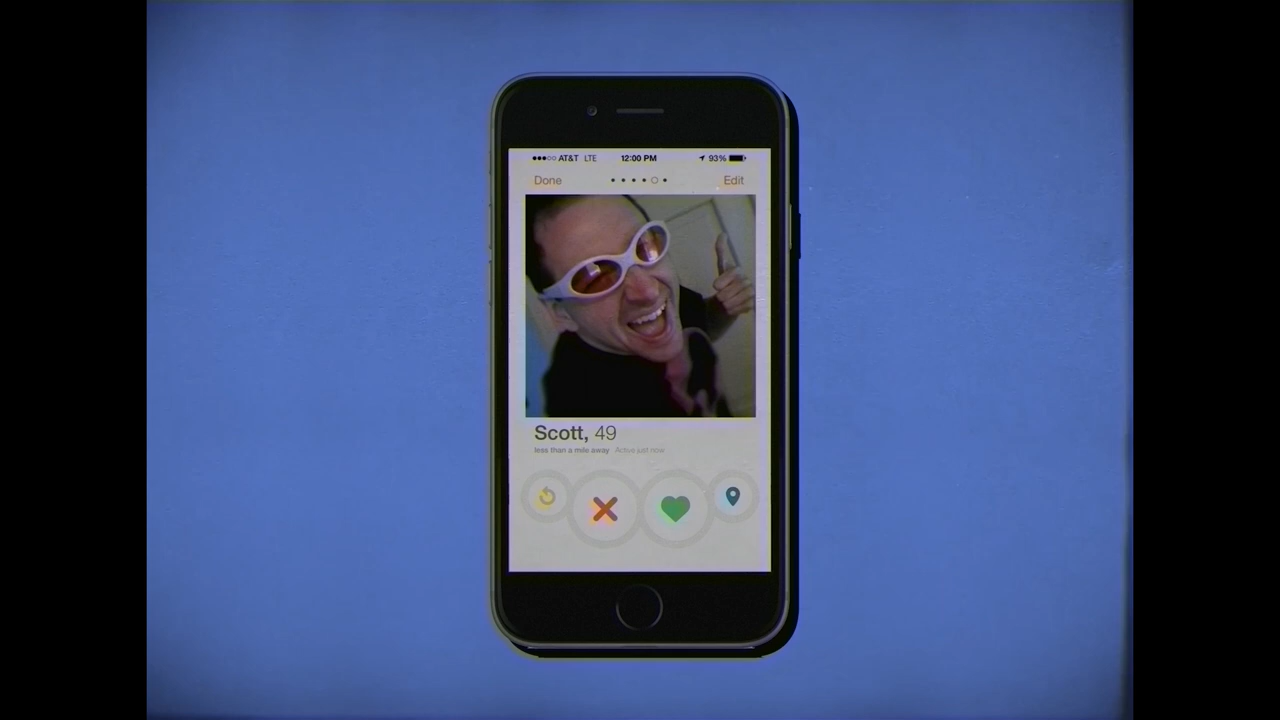 AT&T LTE 12:00 PM 93%
Done Edit
Scott, 49
less than a mile away Active just now